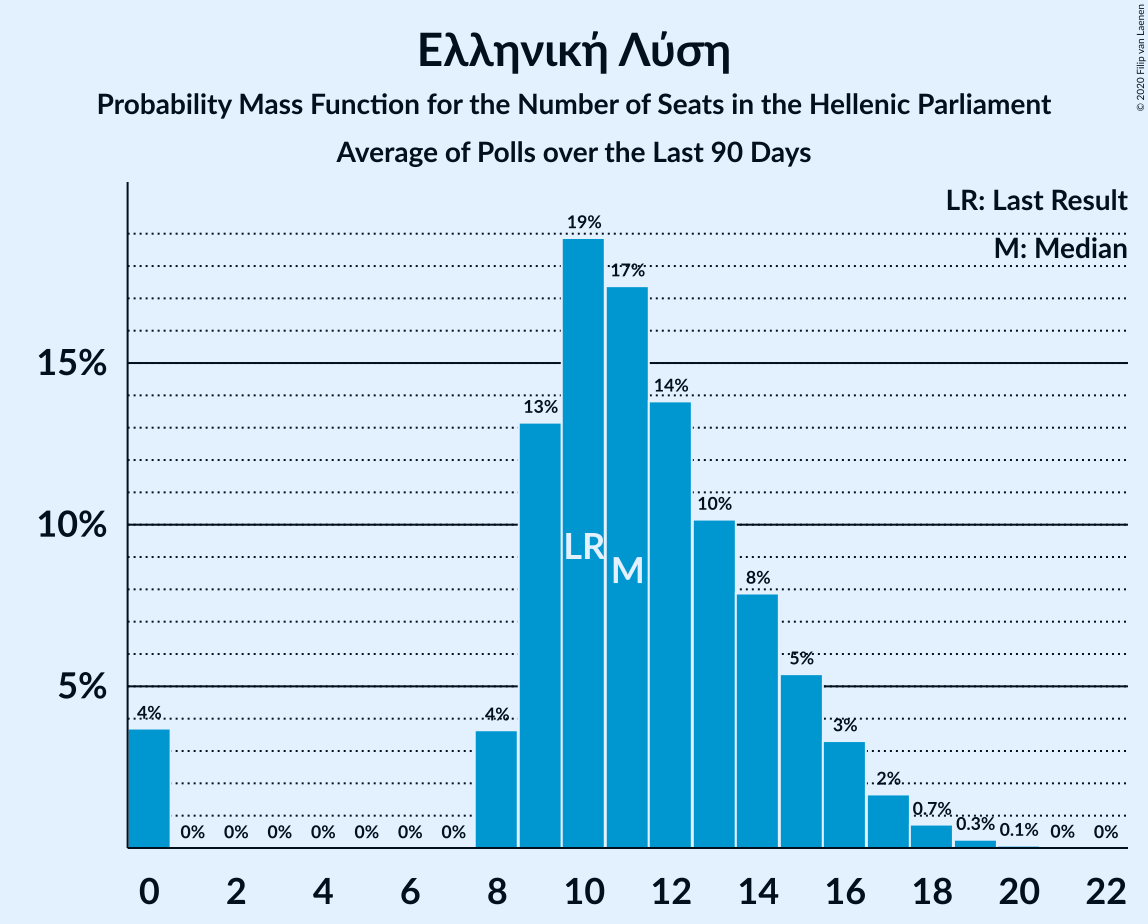 Ελληνική Λύση
Probability Mass Function for the Number of Seats in the Hellenic Parliament
Average of Polls over the Last 90 Days
© 2020 Filip van Laenen
LR: Last Result
M: Median
15%
10%
5%
4%
0%
0%
0%
0%
0%
0%
0%
4%
13%
19%
17%
14%
10%
8%
5%
3%
2%
0.7%
0.3%
0.1%
0%
0%
LR
M
0 2 4 6 8 10 12 14 16 18 20 22